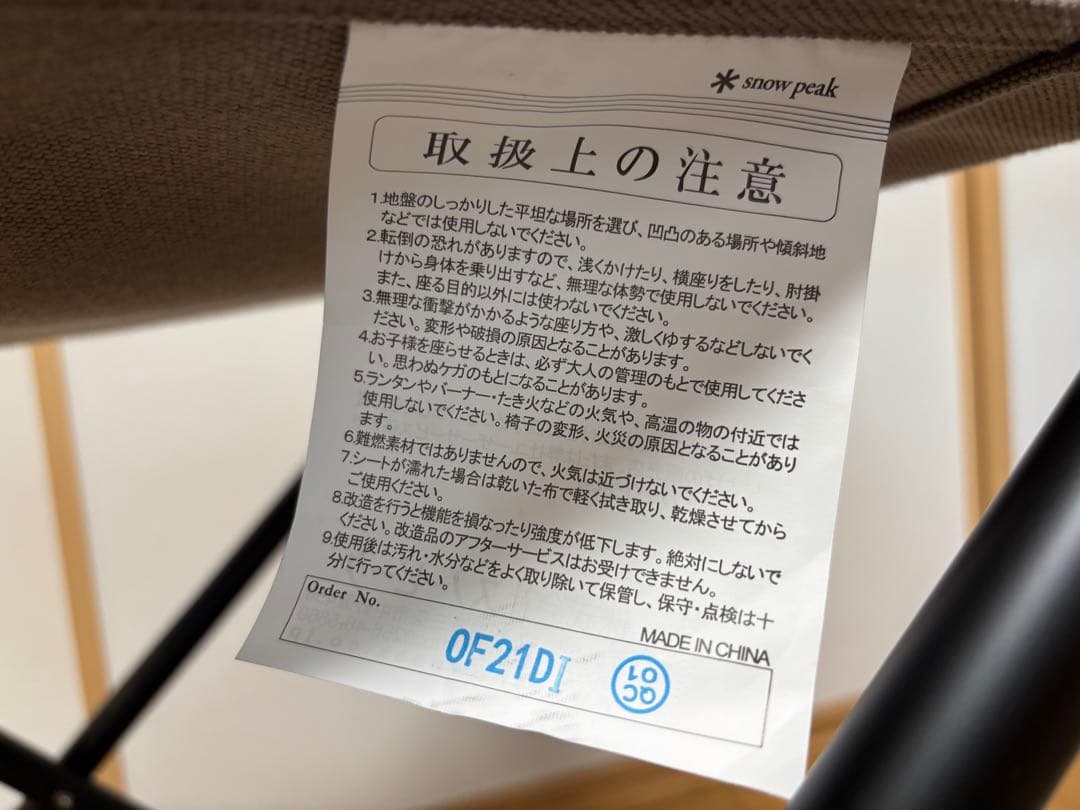 snow peak
取扱上の注意
1.地盤のしっかりした平坦な場所を選び、凹凸のある場所や傾斜地
などでは使用しないでください。
2.転倒の恐れがありますので、浅くかけたり、横座りをしたり、肘掛
けから身体を乗り出すなど、無理な体勢で使用しないでください。
また、座る目的以外には使わないでください。
3.無理な衝撃がかかるような座り方や、激しくゆするなどしないでく
ださい。変形や破損の原因となることがあります。
4.お子様を座らせるときは、必ず大人の管理のもとで使用してくださ
い。思わぬケガのもとになることがあります。
5.ランタンやバーナー・たき火などの火気や、高温の物の付近では
使用しないでください。椅子の変形、火災の原因となることがあり
ます。
6.難燃素材ではありませんので、火気は近づけないでください。
7.シートが濡れた場合は乾いた布で軽く拭き取り、乾燥させてから
ご使用ください。
8.改造を行うと機能を損なったり強度が低下します。絶対にしないで
ください。改造品のアフターサービスはお受けできません。
9.使用後は汚れ・水分などをよく取り除いて保管し、保守・点検は十
分に行ってください。
MADE IN CHINA
Order No.
OF21DI
QC
01